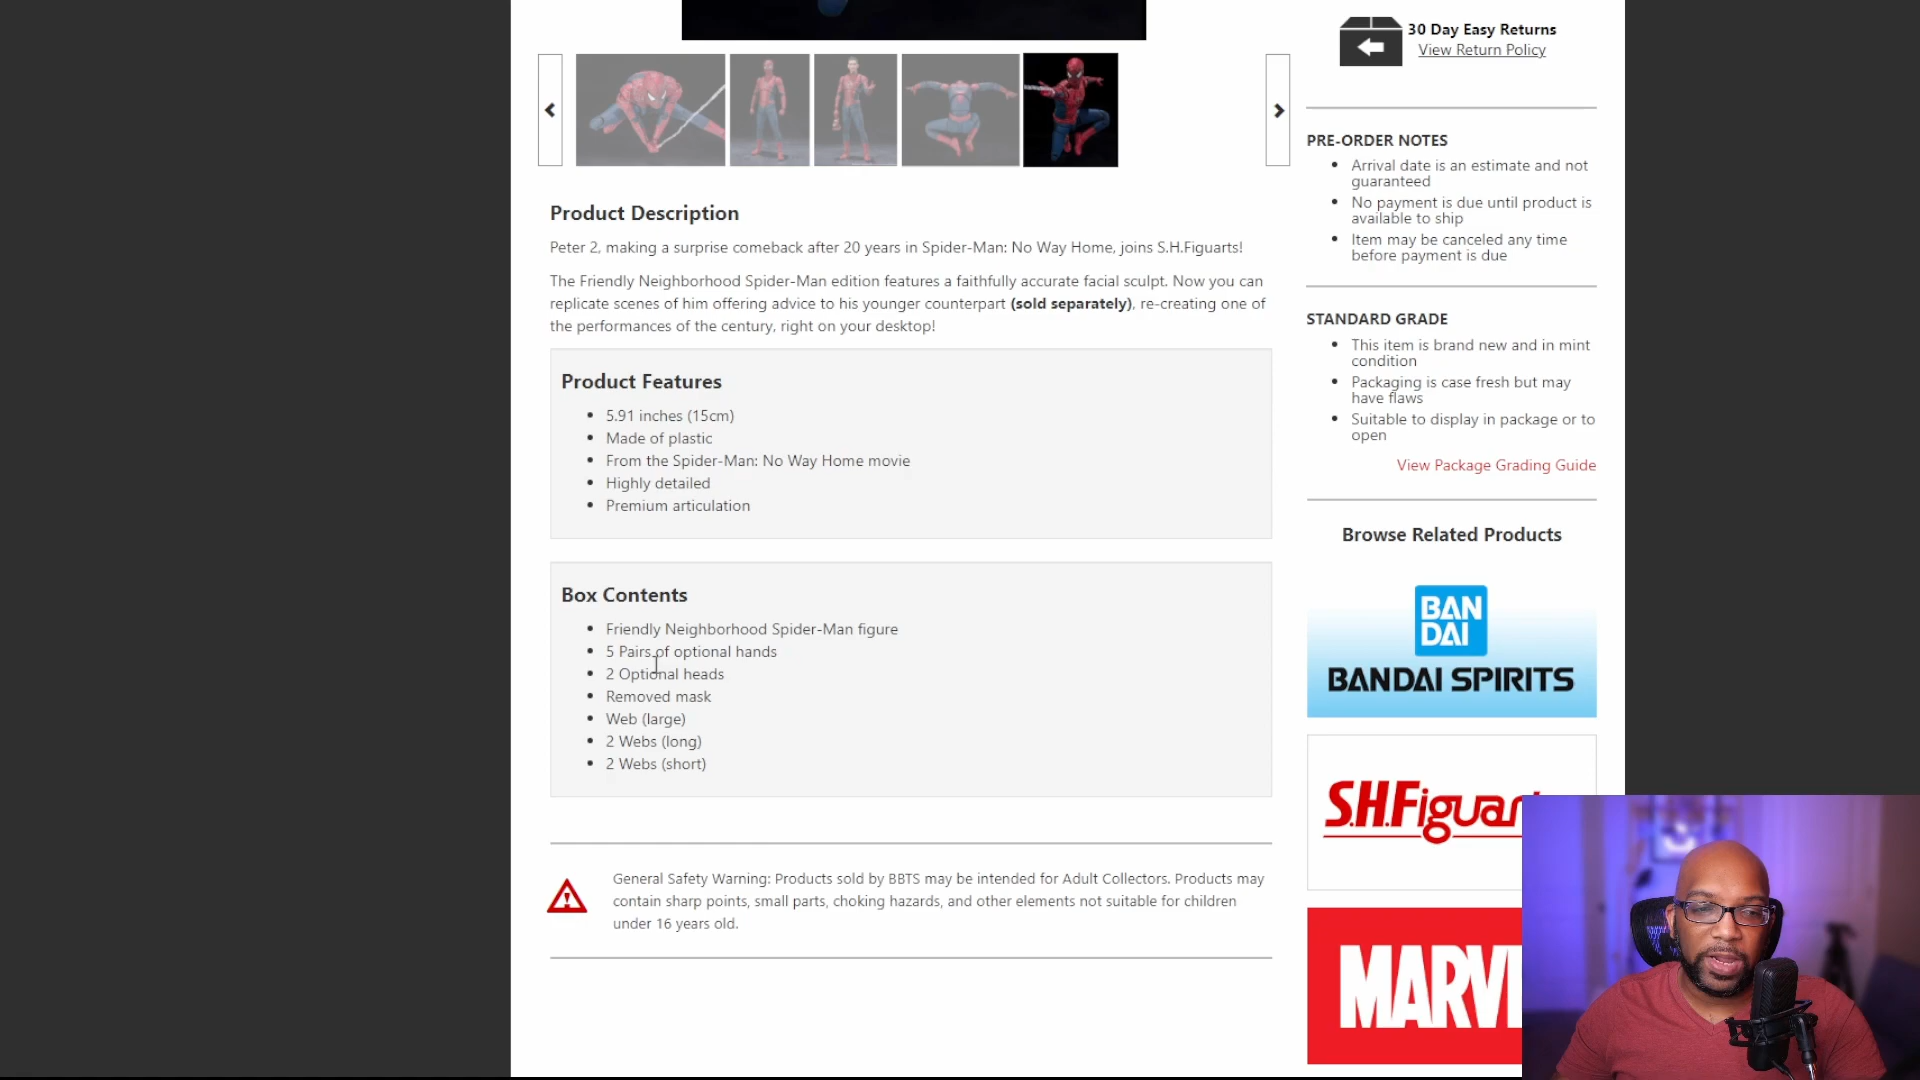 30 Day Easy Returns
View Return Policy
PRE-ORDER NOTES
Arrival date is an estimate and not
guaranteed
No payment is due until product is
available to ship
Item may be canceled any time
before payment is due
Product Description
Peter 2, making a surprise comeback after 20 years in Spider-Man: No Way Home, joins S.H.Figuarts!
The Friendly Neighborhood Spider-Man edition features a faithfully accurate facial sculpt. Now you can
replicate scenes of him offering advice to his younger counterpart (sold separately), re-creating one of
the performances of the century, right on your desktop!
STANDARD GRADE
This item is brand new and in mint
condition
Packaging is case fresh but may
have flaws
Suitable to display in package or to
open
View Package Grading Guide
Product Features
5.91 inches (15cm)
Made of plastic
From the Spider-Man: No Way Home movie
Highly detailed
Premium articulation
Browse Related Products
BAN
DAI
BANDAI SPIRITS
Box Contents
Friendly Neighborhood Spider-Man figure
5 Pairs of optional hands
2 Optional heads
Removed mask
Web (large)
2 Webs (long)
2 Webs (short)
S.H.Figuar
General Safety Warning: Products sold by BBTS may be intended for Adult Collectors. Products may
contain sharp points, small parts, choking hazards, and other elements not suitable for children
under 16 years old.
MARV